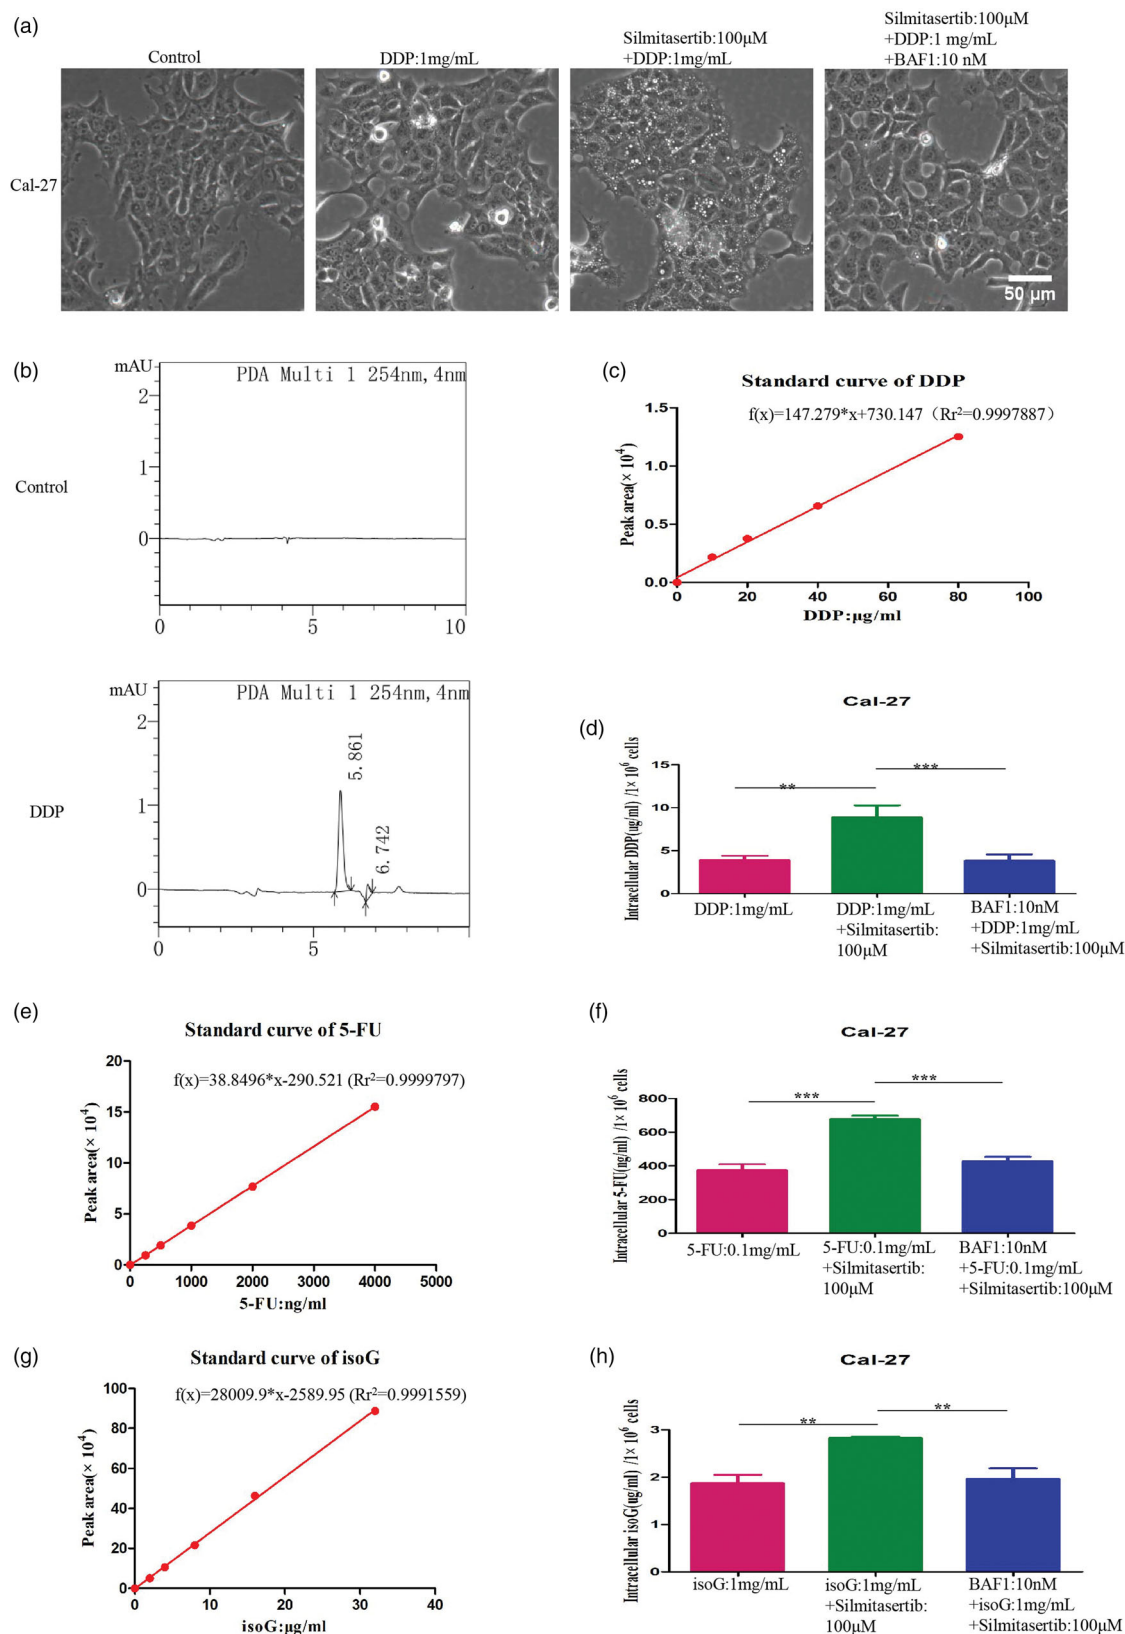 (a)
Control
DDP:1mg/mL
Silmitasertib:100μM
+DDP:1mg/mL
Silmitasertib:100μM
+DDP:1 mg/mL
+BAF1:10 nM
Cal-27
50 μm
(b)
mAU
PDA Multi 1 254nm,4nm
2
1
0
Control
0 5 10
mAU
PDA Multi 1 254nm,4nm
2
1
0
5.861
6.742
DDP
0 5
(c)
Standard curve of DDP
f(x)=147.279*x+730.147（Rr²=0.9997887）
Peak area(× 10⁴)
1.5
1.0
0.5
0.0
0 20 40 60 80 100
DDP:μg/ml
(d)
Cal-27
Intracellular DDP(ug/ml) /1× 10⁶ cells
15
10
5
0
**
***
DDP:1mg/mL
DDP:1mg/mL
+Silmitasertib:
100μM
BAF1:10nM
+DDP:1mg/mL
+Silmitasertib:100μM
(e)
Standard curve of 5-FU
f(x)=38.8496*x-290.521 (Rr²=0.9999797)
Peak area(× 10⁴)
20
15
10
5
0
0 1000 2000 3000 4000 5000
5-FU:ng/ml
(f)
Cal-27
Intracellular 5-FU(ng/ml) /1× 10⁶ cells
800
600
400
200
0
***
***
5-FU:0.1mg/mL
5-FU:0.1mg/mL
+Silmitasertib:
100μM
BAF1:10nM
+5-FU:0.1mg/mL
+Silmitasertib:100μM
(g)
Standard curve of isoG
f(x)=28009.9*x-2589.95 (Rr²=0.9991559)
Peak area(× 10⁴)
100
80
60
40
20
0
0 10 20 30 40
isoG:μg/ml
(h)
Cal-27
Intracellular isoG(ug/ml) /1× 10⁶ cells
3
2
1
0
**
**
isoG:1mg/mL
isoG:1mg/mL
+Silmitasertib:
100μM
BAF1:10nM
+isoG:1mg/mL
+Silmitasertib:100μM